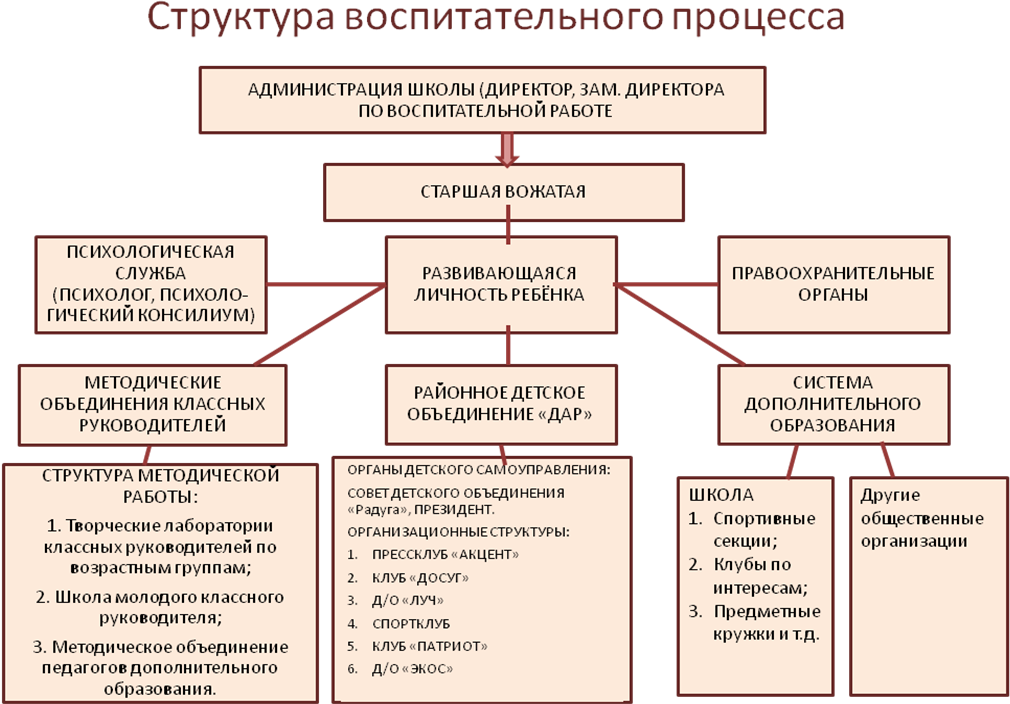 Структура воспитательного процесса
АДМИНИСТРАЦИЯ ШКОЛЫ (ДИРЕКТОР, ЗАМ. ДИРЕКТОРА
ПО ВОСПИТАТЕЛЬНОЙ РАБОТЕ
СТАРШАЯ ВОЖАТАЯ
ПСИХОЛОГИЧЕСКАЯ
СЛУЖБА
(ПСИХОЛОГ, ПСИХОЛО-
ГИЧЕСКИЙ КОНСИЛИУМ)
РАЗВИВАЮЩАЯСЯ
ЛИЧНОСТЬ РЕБЁНКА
ПРАВООХРАНИТЕЛЬНЫЕ
ОРГАНЫ
МЕТОДИЧЕСКИЕ
ОБЪЕДИНЕНИЯ КЛАССНЫХ
РУКОВОДИТЕЛЕЙ
РАЙОННОЕ ДЕТСКОЕ
ОБЪЕДИНЕНИЕ «ДАР»
СИСТЕМА
ДОПОЛНИТЕЛЬНОГО
ОБРАЗОВАНИЯ
СТРУКТУРА МЕТОДИЧЕСКОЙ
РАБОТЫ:
1. Творческие лаборатории
классных руководителей по
возрастным группам;
2. Школа молодого классного
руководителя;
3. Методическое объединение
педагогов дополнительного
образования.
ОРГАНЫ ДЕТСКОГО САМОУПРАВЛЕНИЯ:
СОВЕТ ДЕТСКОГО ОБЪЕДИНЕНИЯ
«Радуга», ПРЕЗИДЕНТ.
ОРГАНИЗАЦИОННЫЕ СТРУКТУРЫ:
1. ПРЕССКЛУБ «АКЦЕНТ»
2. КЛУБ «ДОСУГ»
3. Д/О «ЛУЧ»
4. СПОРТКЛУБ
5. КЛУБ «ПАТРИОТ»
6. Д/О «ЭКОС»
ШКОЛА
1. Спортивные
секции;
2. Клубы по
интересам;
3. Предметные
кружки и т.д.
Другие
общественные
организации